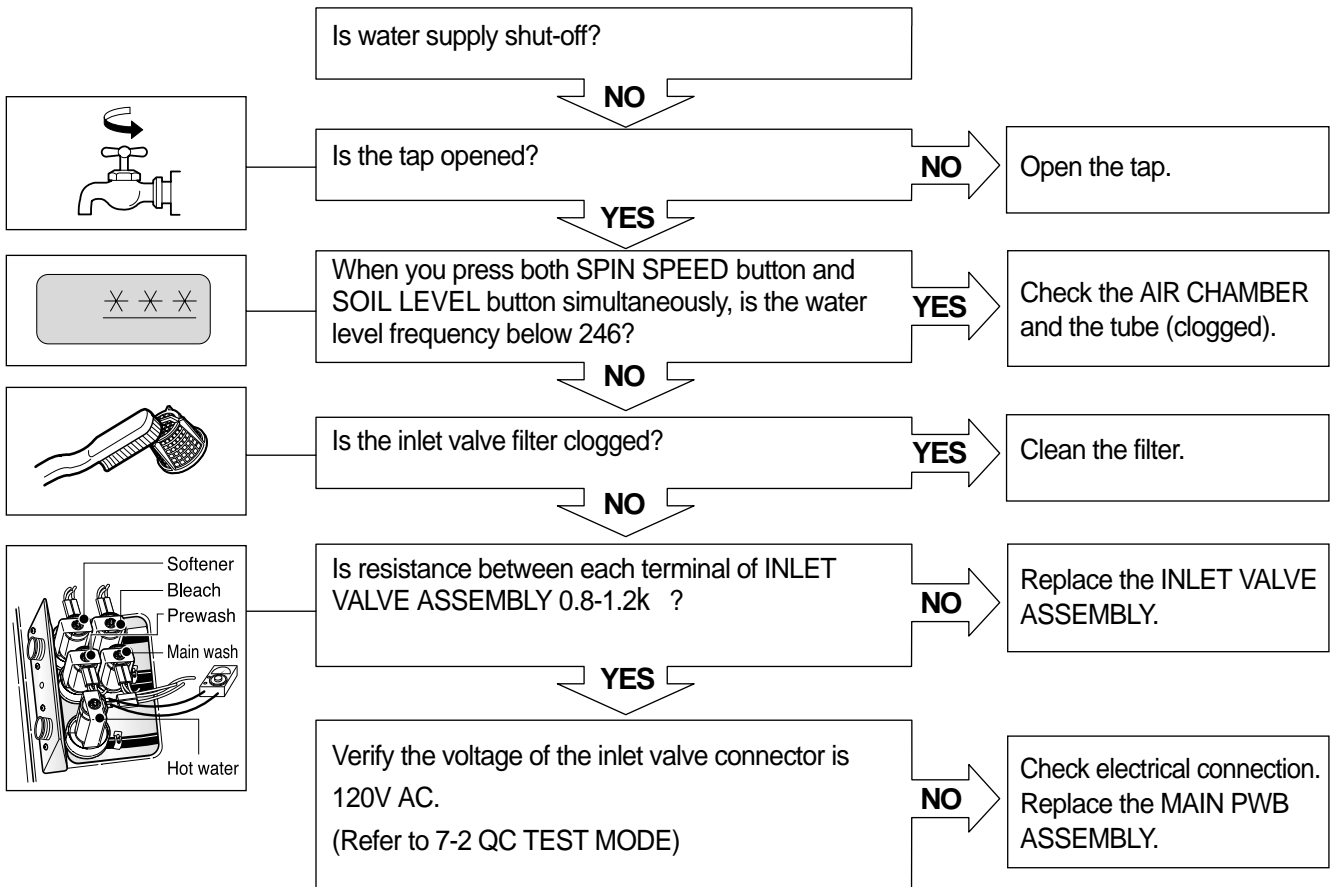 Is water supply shut-off?
NO
Is the tap opened?
NO
Open the tap.
YES
When you press both SPIN SPEED button and
SOIL LEVEL button simultaneously, is the water
level frequency below 246?
YES
Check the AIR CHAMBER
and the tube (clogged).
NO
Is the inlet valve filter clogged?
YES
Clean the filter.
NO
Softener
Bleach
Prewash
Main wash
Hot water
Is resistance between each terminal of INLET
VALVE ASSEMBLY 0.8-1.2k ?
NO
Replace the INLET VALVE
ASSEMBLY.
YES
Verify the voltage of the inlet valve connector is
120V AC.
(Refer to 7-2 QC TEST MODE)
NO
Check electrical connection.
Replace the MAIN PWB
ASSEMBLY.